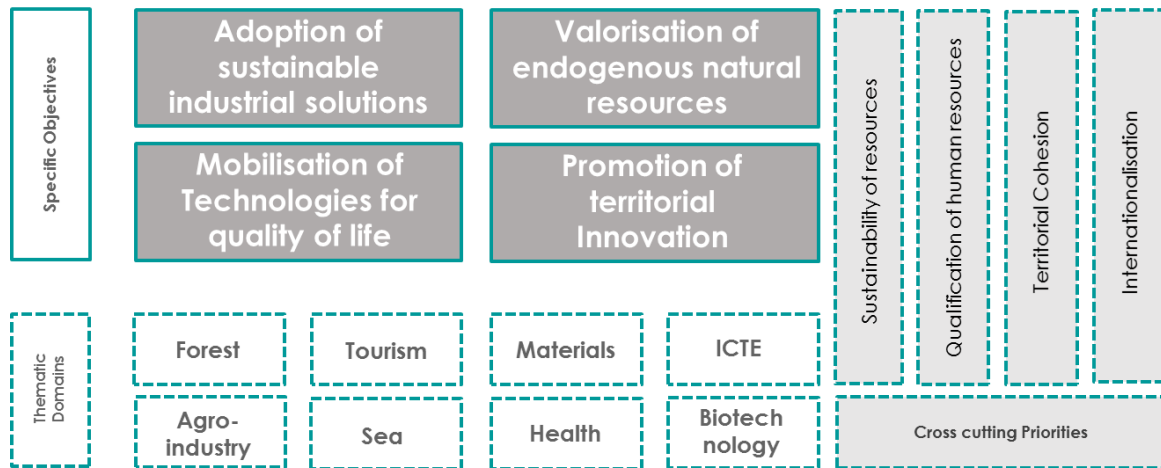 Specific Objectives
Adoption of
sustainable
industrial solutions
Valorisation of
endogenous natural
resources
Mobilisation of
Technologies for
quality of life
Promotion of
territorial
Innovation
Sustainability of resources
Qualification of human resources
Territorial Cohesion
Internationalisation
Thematic
Domains
Forest
Tourism
Materials
ICTE
Agro-
industry
Sea
Health
Biotech
nology
Cross cutting Priorities